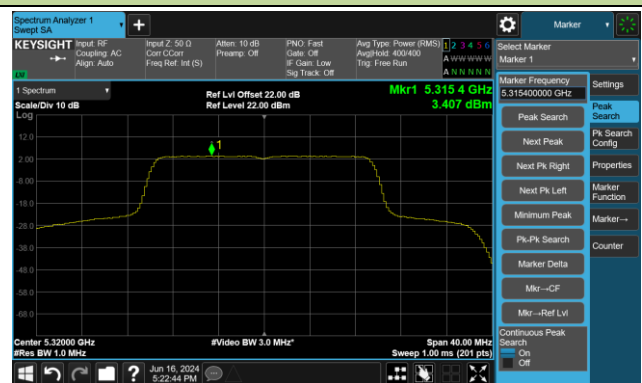 Spectrum Analyzer 1
Swept SA
+
Marker
KEYSIGHT
Input: RF
Coupling: AC
Align: Auto
Input Z: 50 Ω
Corr CCorr
Freq Ref: Int (S)
Atten: 10 dB
Preamp: Off
PNO: Fast
Gate: Off
IF Gain: Low
Sig Track: Off
Avg Type: Power (RMS)
Avg|Hold: 400/400
Trig: Free Run
1 2 3 4 5 6
A W W W W W
A N N N N N
LXI
Select Marker
Marker 1
1 Spectrum
Scale/Div 10 dB
Log
Ref Lvl Offset 22.00 dB
Ref Level 22.00 dBm
Mkr1 5.315 4 GHz
3.407 dBm
Marker Frequency
5.315400000 GHz
Settings
Peak Search
Next Peak
Next Pk Right
Next Pk Left
Minimum Peak
Pk-Pk Search
Marker Delta
Mkr→CF
Mkr→Ref Lvl
Continuous Peak
Search
On
Off
Peak
Search
Pk Search
Config
Properties
Marker
Function
Marker→
Counter
12.0
2.00
-8.00
-18.0
-28.0
-38.0
-48.0
-58.0
-68.0
1
Center 5.32000 GHz
#Res BW 1.0 MHz
#Video BW 3.0 MHz*
Span 40.00 MHz
Sweep 1.00 ms (201 pts)
?
Jun 16, 2024
5:22:44 PM